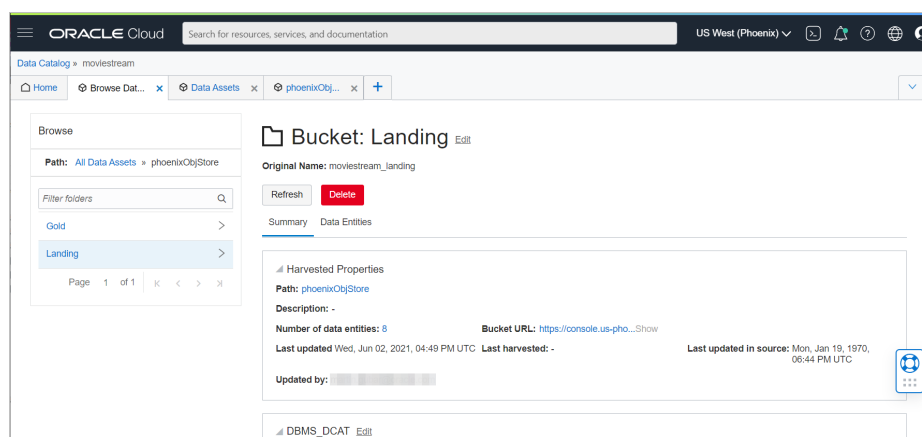 ORACLE Cloud
Search for resources, services, and documentation
US West (Phoenix)
Data Catalog » moviestream
Home
Browse Dat... x
Data Assets x
phoenixObj... x
+
Browse
Path: All Data Assets » phoenixObjStore
Filter folders
Gold
Landing
Page 1 of 1
Bucket: Landing Edit
Original Name: moviestream_landing
Refresh
Delete
Summary
Data Entities
Harvested Properties
Path: phoenixObjStore
Description: -
Number of data entities: 8
Bucket URL: https://console.us-pho...Show
Last updated Wed, Jun 02, 2021, 04:49 PM UTC
Last harvested: -
Last updated in source: Mon, Jan 19, 1970,
06:44 PM UTC
Updated by:
DBMS_DCAT Edit